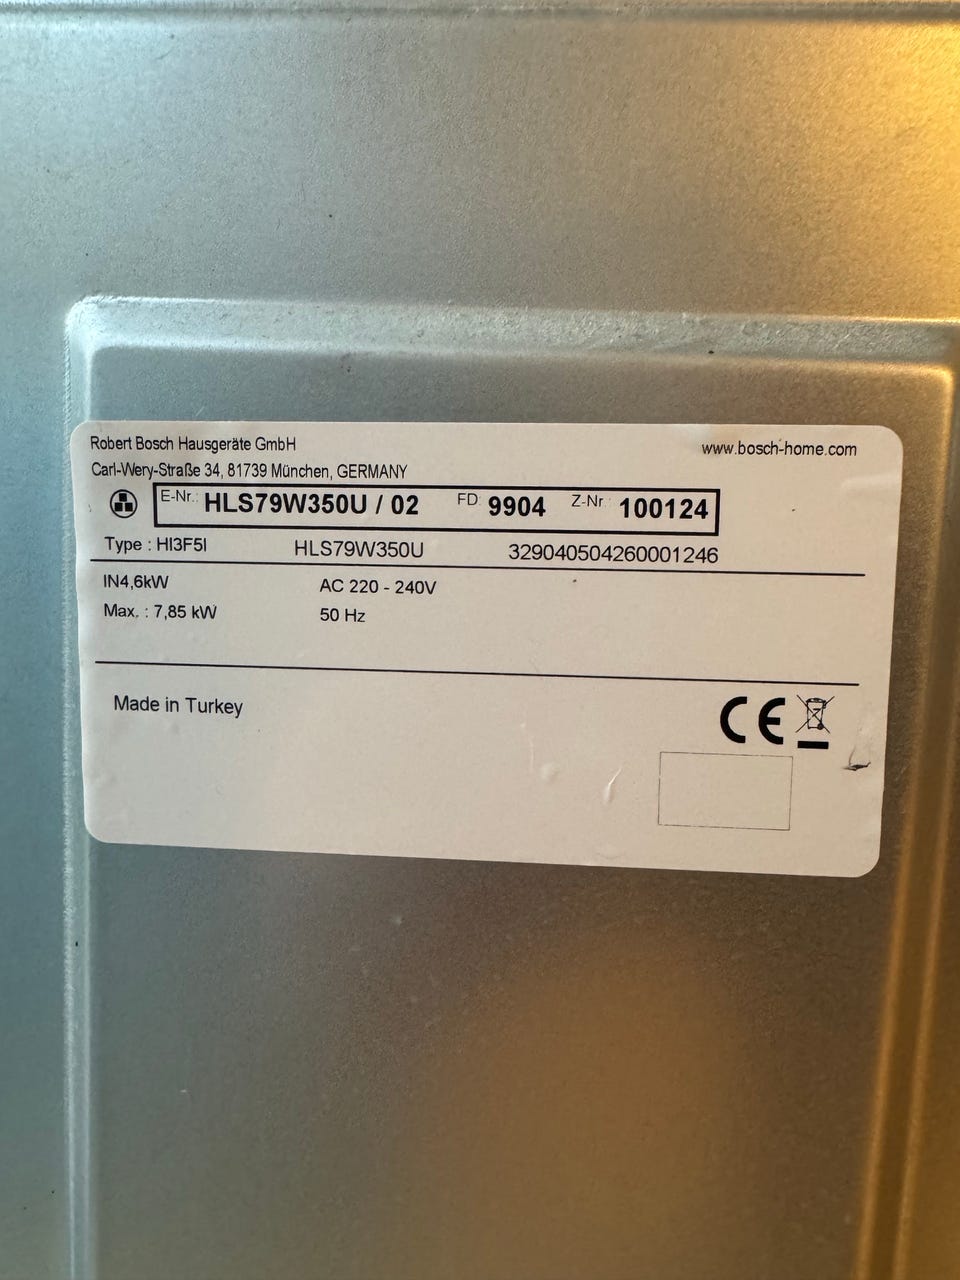 Robert Bosch Hausgeräte GmbH www.bosch-home.com
Carl-Wery-Straße 34, 81739 München, GERMANY
E-Nr.: HLS79W350U / 02 FD: 9904 Z-Nr.: 100124
Type : HI3F5I HLS79W350U 329040504260001246
IN4,6kW AC 220 - 240V
Max. : 7,85 kW 50 Hz
Made in Turkey
CE